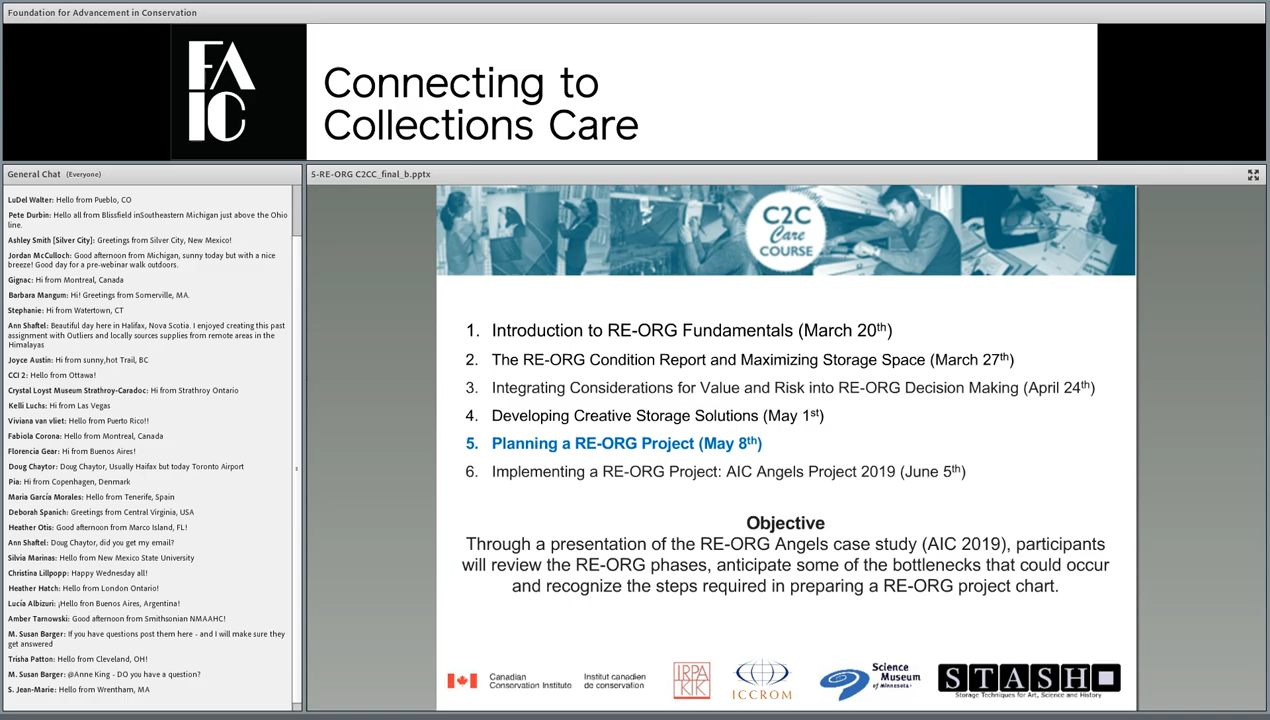 Foundation for Advancement in Conservation
FA
IC
Connecting to
Collections Care
General Chat (Everyone)
LuDel Walter: Hello from Pueblo, CO
Pete Durbin: Hello all from Blissfield inSoutheastern Michigan just above the Ohio
line.
Ashley Smith [Silver City]: Greetings from Silver City, New Mexico!
Jordan McCulloch: Good afternoon from Michigan, sunny today but with a nice
breeze! Good day for a pre-webinar walk outdoors.
Gignac: Hi from Montreal, Canada
Barbara Mangum: Hi! Greetings from Somerville, MA.
Stephanie: Hi from Watertown, CT
Ann Shaftel: Beautiful day here in Halifax, Nova Scotia. I enjoyed creating this past
assignment with Outliers and locally sources supplies from remote areas in the
Himalayas
Joyce Austin: Hi from sunny,hot Trail, BC
CCI 2: Hello from Ottawa!
Crystal Loyst Museum Strathroy-Caradoc: Hi from Strathroy Ontario
Kelli Luchs: Hi from Las Vegas
Viviana van vliet: Hello from Puerto Rico!!
Fabiola Corona: Hello from Montreal, Canada
Florencia Gear: Hi from Buenos Aires!
Doug Chaytor: Doug Chaytor, Usually Haifax but today Toronto Airport
Pia: Hi from Copenhagen, Denmark
Maria García Morales: Hello from Tenerife, Spain
Deborah Spanich: Greetings from Central Virginia, USA
Heather Otis: Good afternoon from Marco Island, FL!
Ann Shaftel: Doug Chaytor, did you get my email?
Silvia Marinas: Hello from New Mexico State University
Christina Lillpopp: Happy Wednesday all!
Heather Hatch: Hello from London Ontario!
Lucía Albizuri: ¡Hello fron Buenos Aires, Argentina!
Amber Tarnowski: Good afternoon from Smithsonian NMAAHC!
M. Susan Barger: If you have questions post them here - and I will make sure they
get answered
Trisha Patton: Hello from Cleveland, OH!
M. Susan Barger: @Anne King - DO you have a question?
S. Jean-Marie: Hello from Wrentham, MA
5-RE-ORG C2CC_final_b.pptx
C2C
Care
COURSE
1. Introduction to RE-ORG Fundamentals (March 20th)
2. The RE-ORG Condition Report and Maximizing Storage Space (March 27th)
3. Integrating Considerations for Value and Risk into RE-ORG Decision Making (April 24th)
4. Developing Creative Storage Solutions (May 1st)
5. Planning a RE-ORG Project (May 8th)
6. Implementing a RE-ORG Project: AIC Angels Project 2019 (June 5th)
Objective
Through a presentation of the RE-ORG Angels case study (AIC 2019), participants
will review the RE-ORG phases, anticipate some of the bottlenecks that could occur
and recognize the steps required in preparing a RE-ORG project chart.
Canadian Conservation Institute
Institut canadien de conservation
IRPA
KIK
ICCROM
Science
Museum
of Minnesota
STASH
Storage Techniques for Art, Science and History